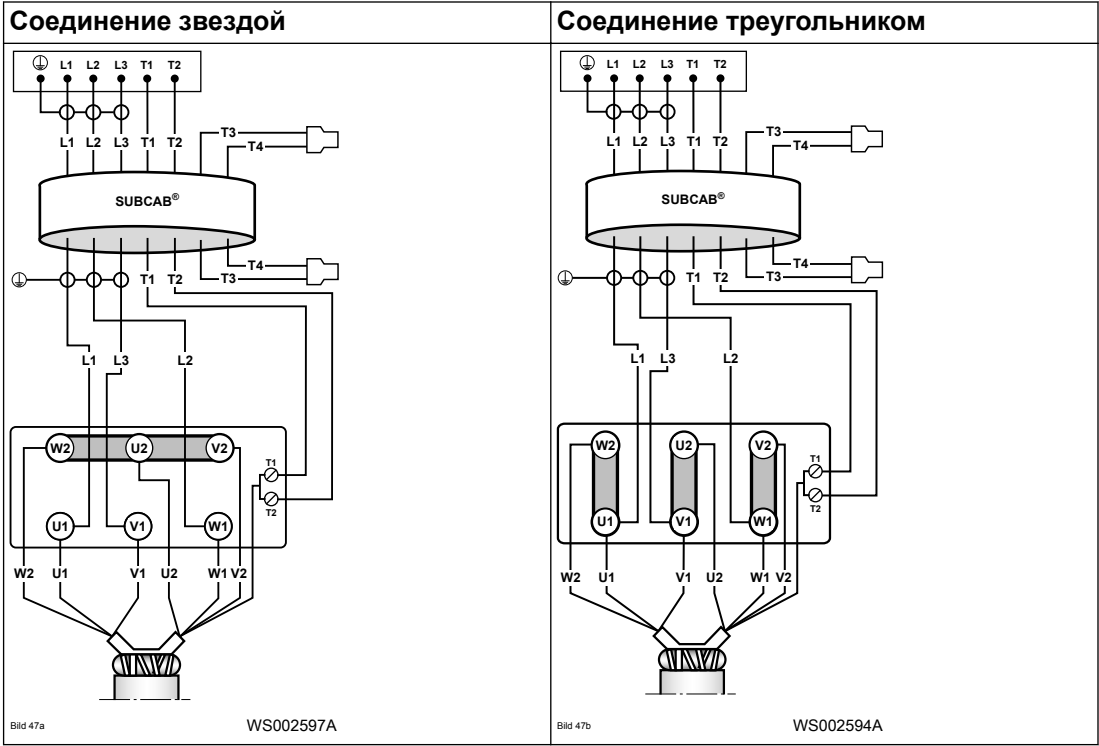 Соединение звездой
L1 L2 L3 T1 T2
L1 L2 L3 T1 T2
T3
T4
SUBCAB®
T1 T2
T4
T3
L1 L3 L2
W2 U2 V2
T1
T2
U1 V1 W1
W2 U1 V1 U2 W1 V2
Bild 47a
WS002597A
Соединение треугольником
L1 L2 L3 T1 T2
L1 L2 L3 T1 T2
T3
T4
SUBCAB®
T1 T2
T4
T3
L1 L3 L2
W2 U2 V2
T1
T2
U1 V1 W1
W2 U1 V1 U2 W1 V2
Bild 47b
WS002594A